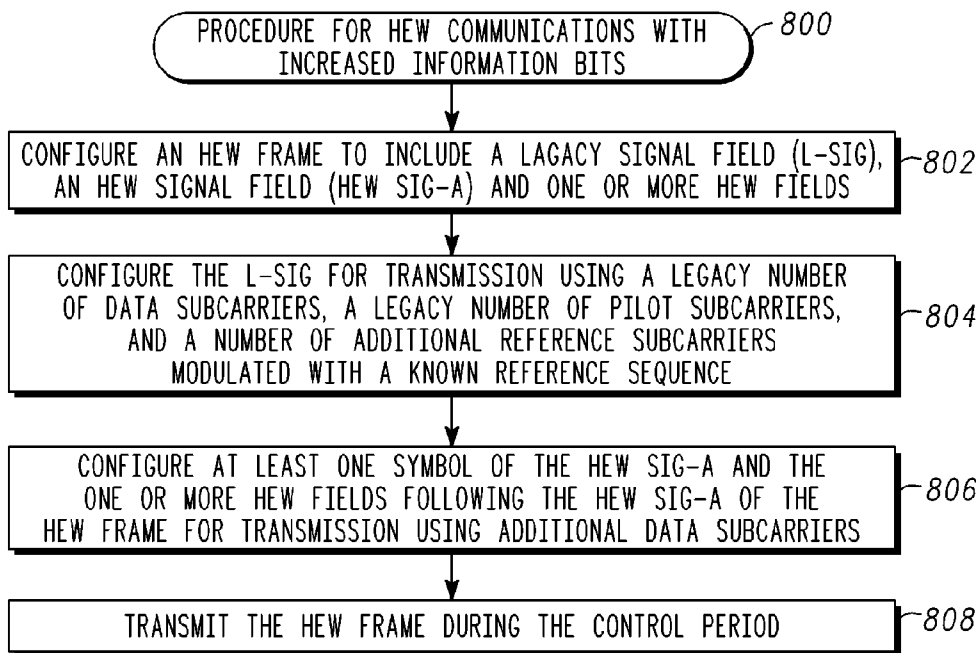 PROCEDURE FOR HEW COMMUNICATIONS WITH
INCREASED INFORMATION BITS
800
CONFIGURE AN HEW FRAME TO INCLUDE A LAGACY SIGNAL FIELD (L-SIG),
AN HEW SIGNAL FIELD (HEW SIG-A) AND ONE OR MORE HEW FIELDS
802
CONFIGURE THE L-SIG FOR TRANSMISSION USING A LEGACY NUMBER
OF DATA SUBCARRIERS, A LEGACY NUMBER OF PILOT SUBCARRIERS,
AND A NUMBER OF ADDITIONAL REFERENCE SUBCARRIERS
MODULATED WITH A KNOWN REFERENCE SEQUENCE
804
CONFIGURE AT LEAST ONE SYMBOL OF THE HEW SIG-A AND THE
ONE OR MORE HEW FIELDS FOLLOWING THE HEW SIG-A OF THE
HEW FRAME FOR TRANSMISSION USING ADDITIONAL DATA SUBCARRIERS
806
TRANSMIT THE HEW FRAME DURING THE CONTROL PERIOD
808